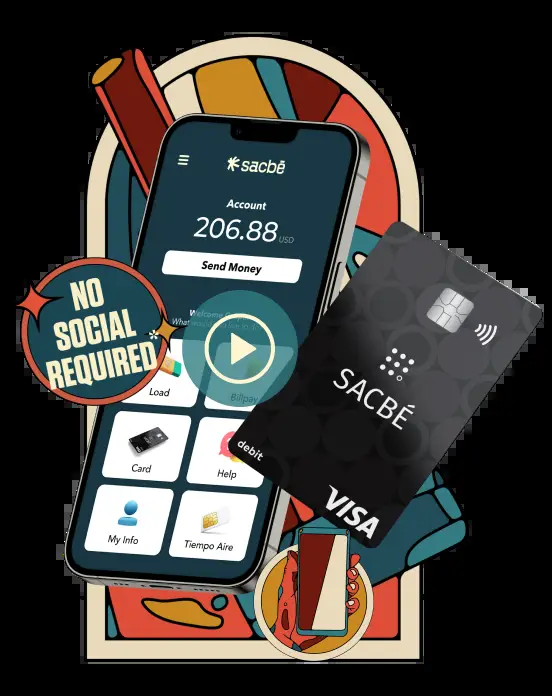 sacbē
Account
206.88 USD
Send Money
NO
SOCIAL
REQUIRED
Load
Billpay
Card
Help
My Info
Tiempo Aire
SACBÉ
debit
VISA